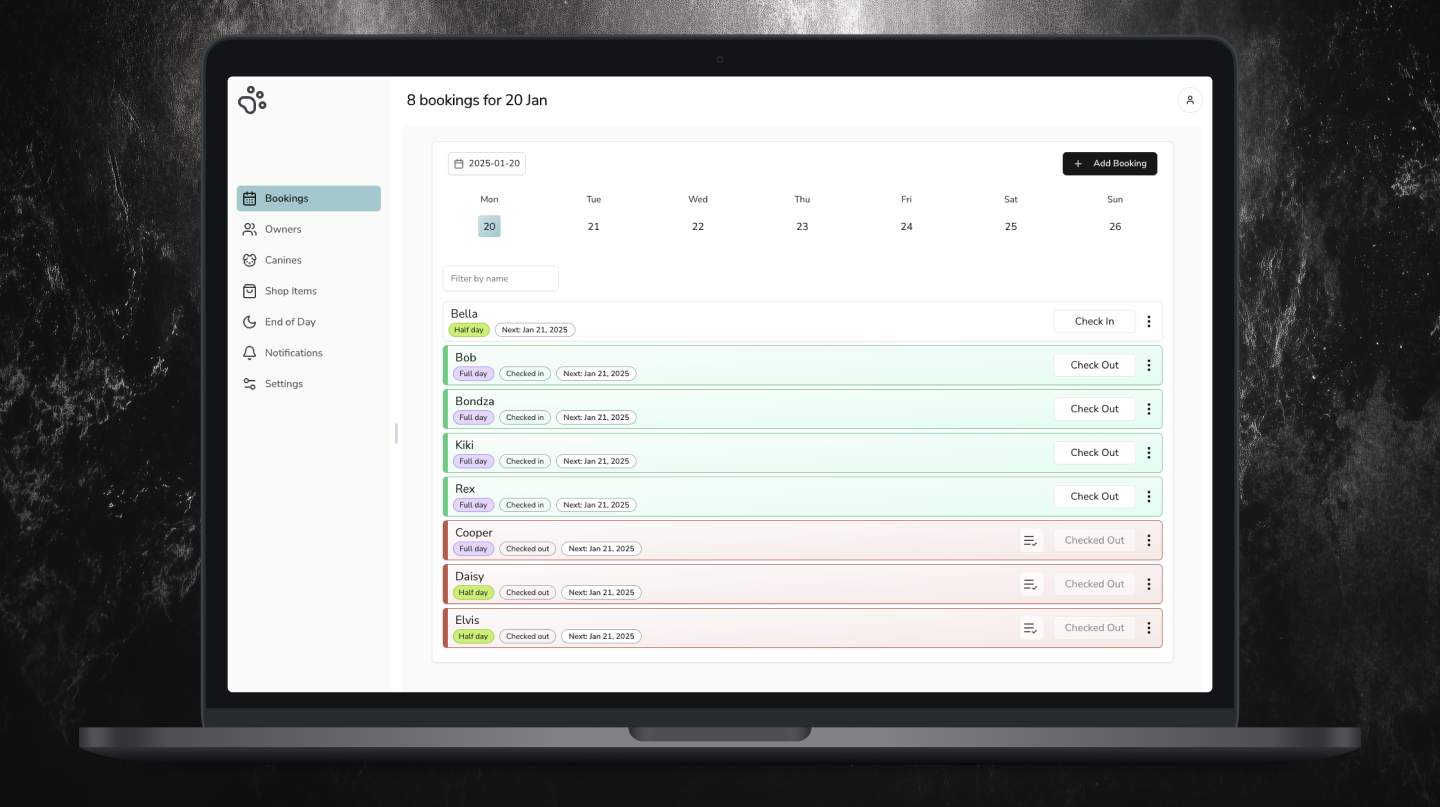 8 bookings for 20 Jan
2025-01-20
+ Add Booking
Bookings
Owners
Canines
Shop Items
End of Day
Notifications
Settings
Mon Tue Wed Thu Fri Sat Sun
20 21 22 23 24 25 26
Filter by name
Bella
Half day Next: Jan 21, 2025
Check In
Bob
Full day Checked in Next: Jan 21, 2025
Check Out
Bondza
Full day Checked in Next: Jan 21, 2025
Check Out
Kiki
Full day Checked in Next: Jan 21, 2025
Check Out
Rex
Full day Checked in Next: Jan 21, 2025
Check Out
Cooper
Full day Checked out Next: Jan 21, 2025
Checked Out
Daisy
Half day Checked out Next: Jan 21, 2025
Checked Out
Elvis
Half day Checked out Next: Jan 21, 2025
Checked Out